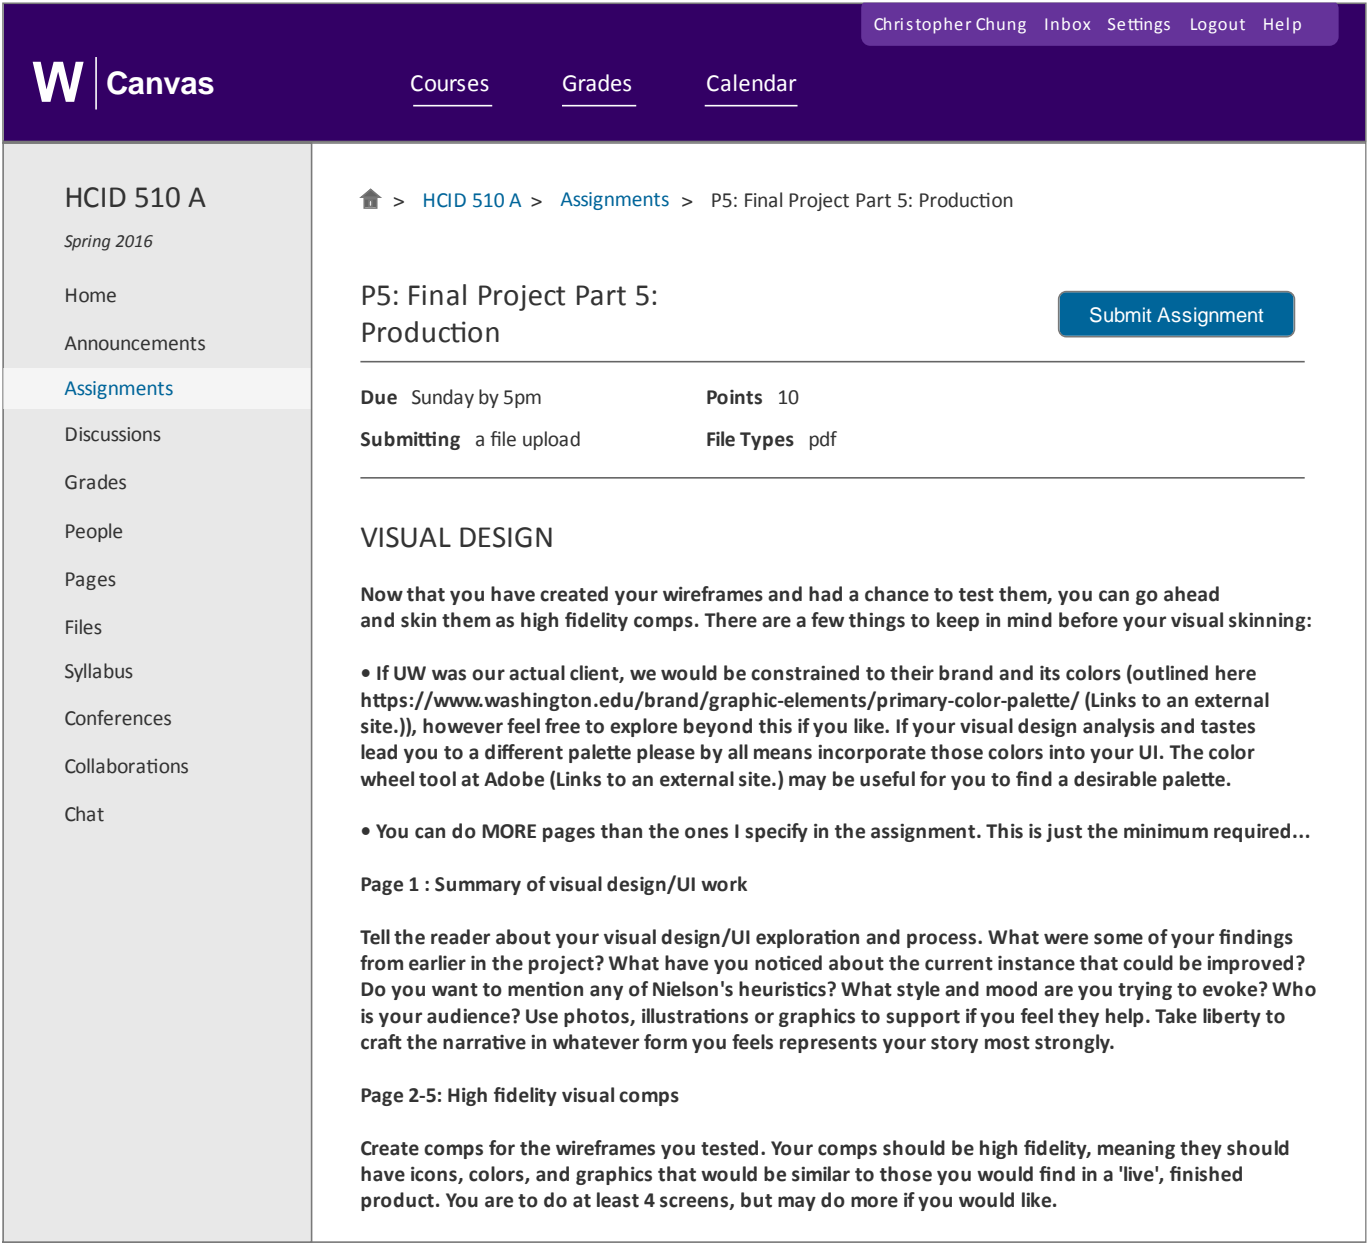 Christopher Chung Inbox Settings Logout Help
W Canvas
Courses Grades Calendar
HCID 510 A
Spring 2016
Home
Announcements
Assignments
Discussions
Grades
People
Pages
Files
Syllabus
Conferences
Collaborations
Chat
> HCID 510 A > Assignments > P5: Final Project Part 5: Production
P5: Final Project Part 5:
Production
Submit Assignment
Due Sunday by 5pm Points 10
Submitting a file upload File Types pdf
VISUAL DESIGN
Now that you have created your wireframes and had a chance to test them, you can go ahead
and skin them as high fidelity comps. There are a few things to keep in mind before your visual skinning:
• If UW was our actual client, we would be constrained to their brand and its colors (outlined here
https://www.washington.edu/brand/graphic-elements/primary-color-palette/ (Links to an external
site.)), however feel free to explore beyond this if you like. If your visual design analysis and tastes
lead you to a different palette please by all means incorporate those colors into your UI. The color
wheel tool at Adobe (Links to an external site.) may be useful for you to find a desirable palette.
• You can do MORE pages than the ones I specify in the assignment. This is just the minimum required...
Page 1 : Summary of visual design/UI work
Tell the reader about your visual design/UI exploration and process. What were some of your findings
from earlier in the project? What have you noticed about the current instance that could be improved?
Do you want to mention any of Nielson's heuristics? What style and mood are you trying to evoke? Who
is your audience? Use photos, illustrations or graphics to support if you feel they help. Take liberty to
craft the narrative in whatever form you feels represents your story most strongly.
Page 2-5: High fidelity visual comps
Create comps for the wireframes you tested. Your comps should be high fidelity, meaning they should
have icons, colors, and graphics that would be similar to those you would find in a 'live', finished
product. You are to do at least 4 screens, but may do more if you would like.